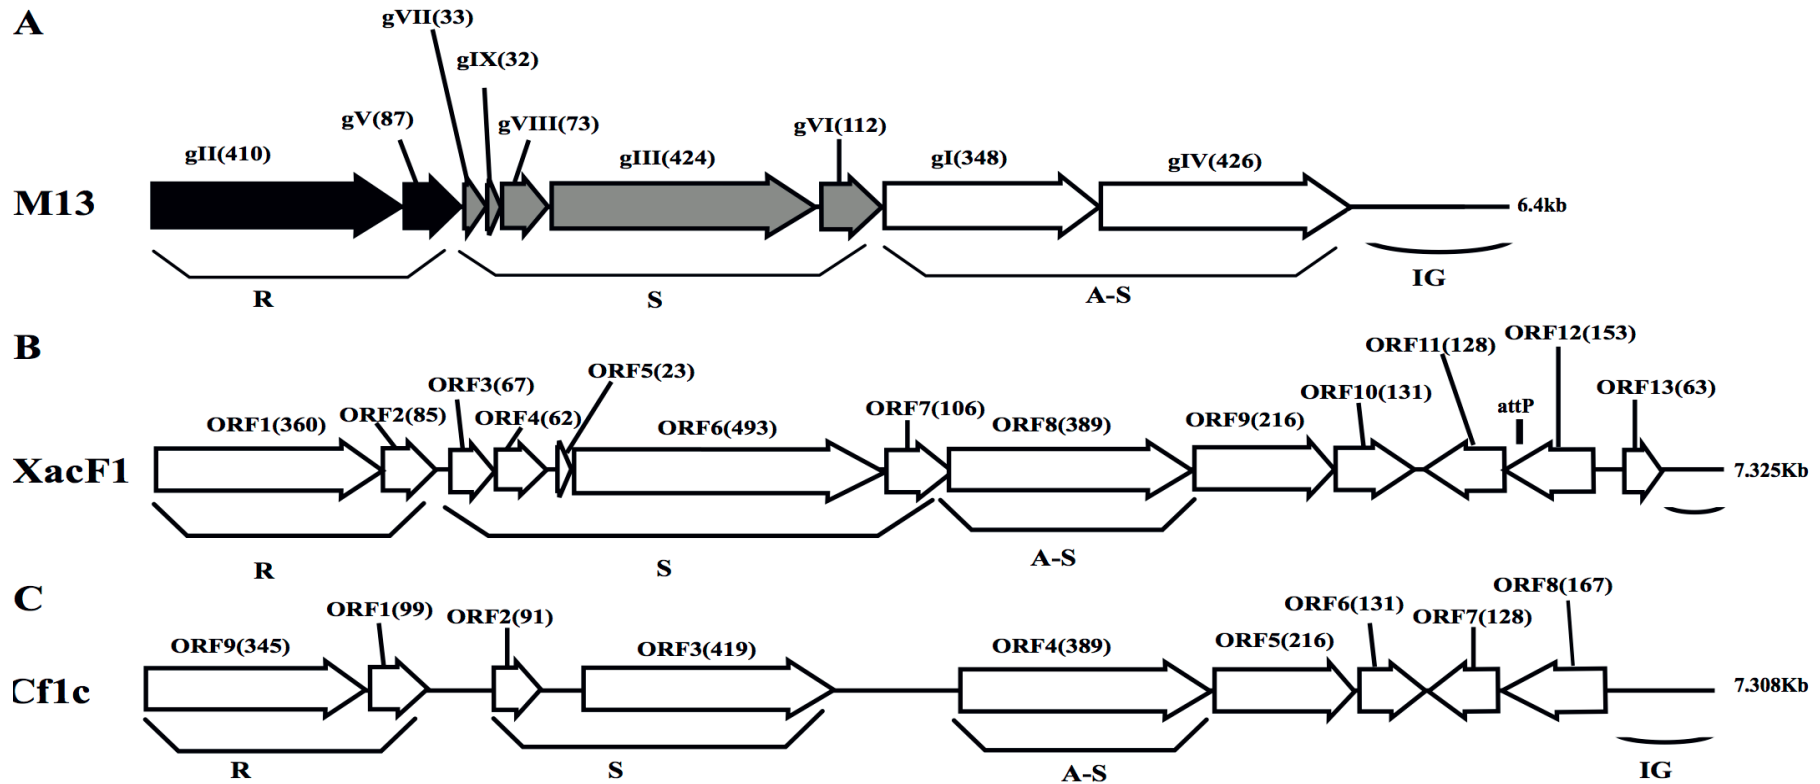 A
gVII(33)
gIX(32)
gV(87)
gVIII(73)
gVI(112)
gII(410)
gIII(424)
gI(348)
gIV(426)
M13
6.4kb
R
S
A-S
IG
B
ORF12(153)
ORF11(128)
ORF5(23)
ORF3(67)
ORF13(63)
ORF10(131)
attP
ORF2(85)
ORF4(62)
ORF7(106)
ORF1(360)
ORF6(493)
ORF8(389)
ORF9(216)
XacF1
7.325Kb
R
S
A-S
C
ORF8(167)
ORF1(99)
ORF2(91)
ORF6(131)
ORF7(128)
ORF9(345)
ORF3(419)
ORF4(389)
ORF5(216)
Cf1c
7.308Kb
R
S
A-S
IG